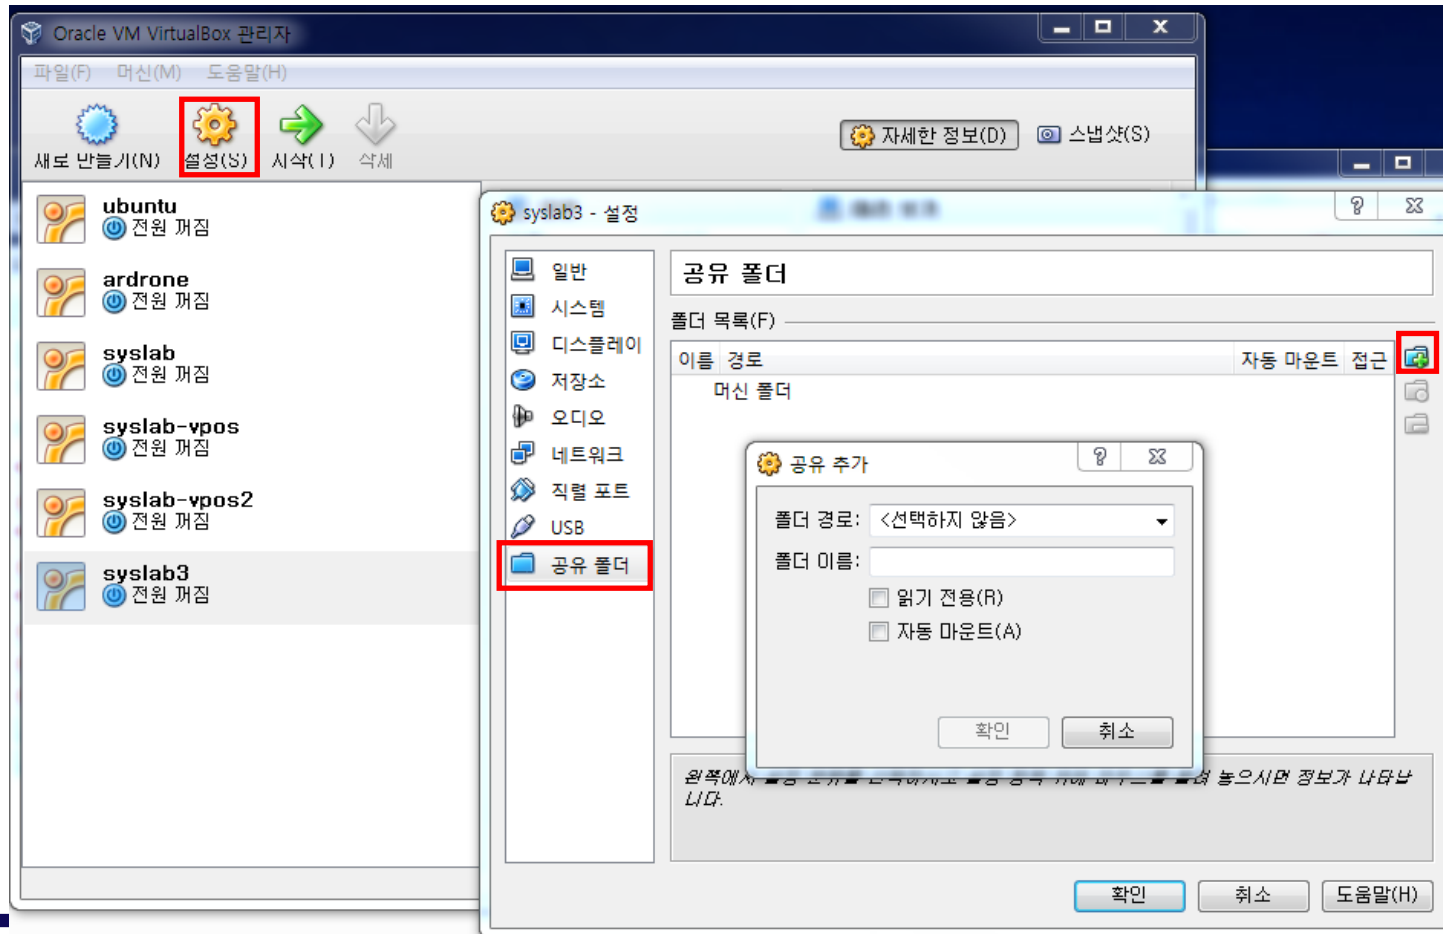 Oracle VM VirtualBox 관리자
파일(F) 머신(M) 도움말(H)
새로 만들기(N) 설정(S) 시작(T) 삭제
자세한 정보(D) 스냅샷(S)
ubuntu
전원 꺼짐
ardrone
전원 꺼짐
syslab
전원 꺼짐
syslab-vpos
전원 꺼짐
syslab-vpos2
전원 꺼짐
syslab3
전원 꺼짐
syslab3 - 설정
일반
시스템
디스플레이
저장소
오디오
네트워크
직렬 포트
USB
공유 폴더
공유 폴더
폴더 목록(F)
이름 경로 자동 마운트 접근
머신 폴더
공유 추가
폴더 경로: <선택하지 않음>
폴더 이름:
읽기 전용(R)
자동 마운트(A)
확인 취소
왼쪽에서 놓으시면 정보가 나타납
니다.
확인 취소 도움말(H)